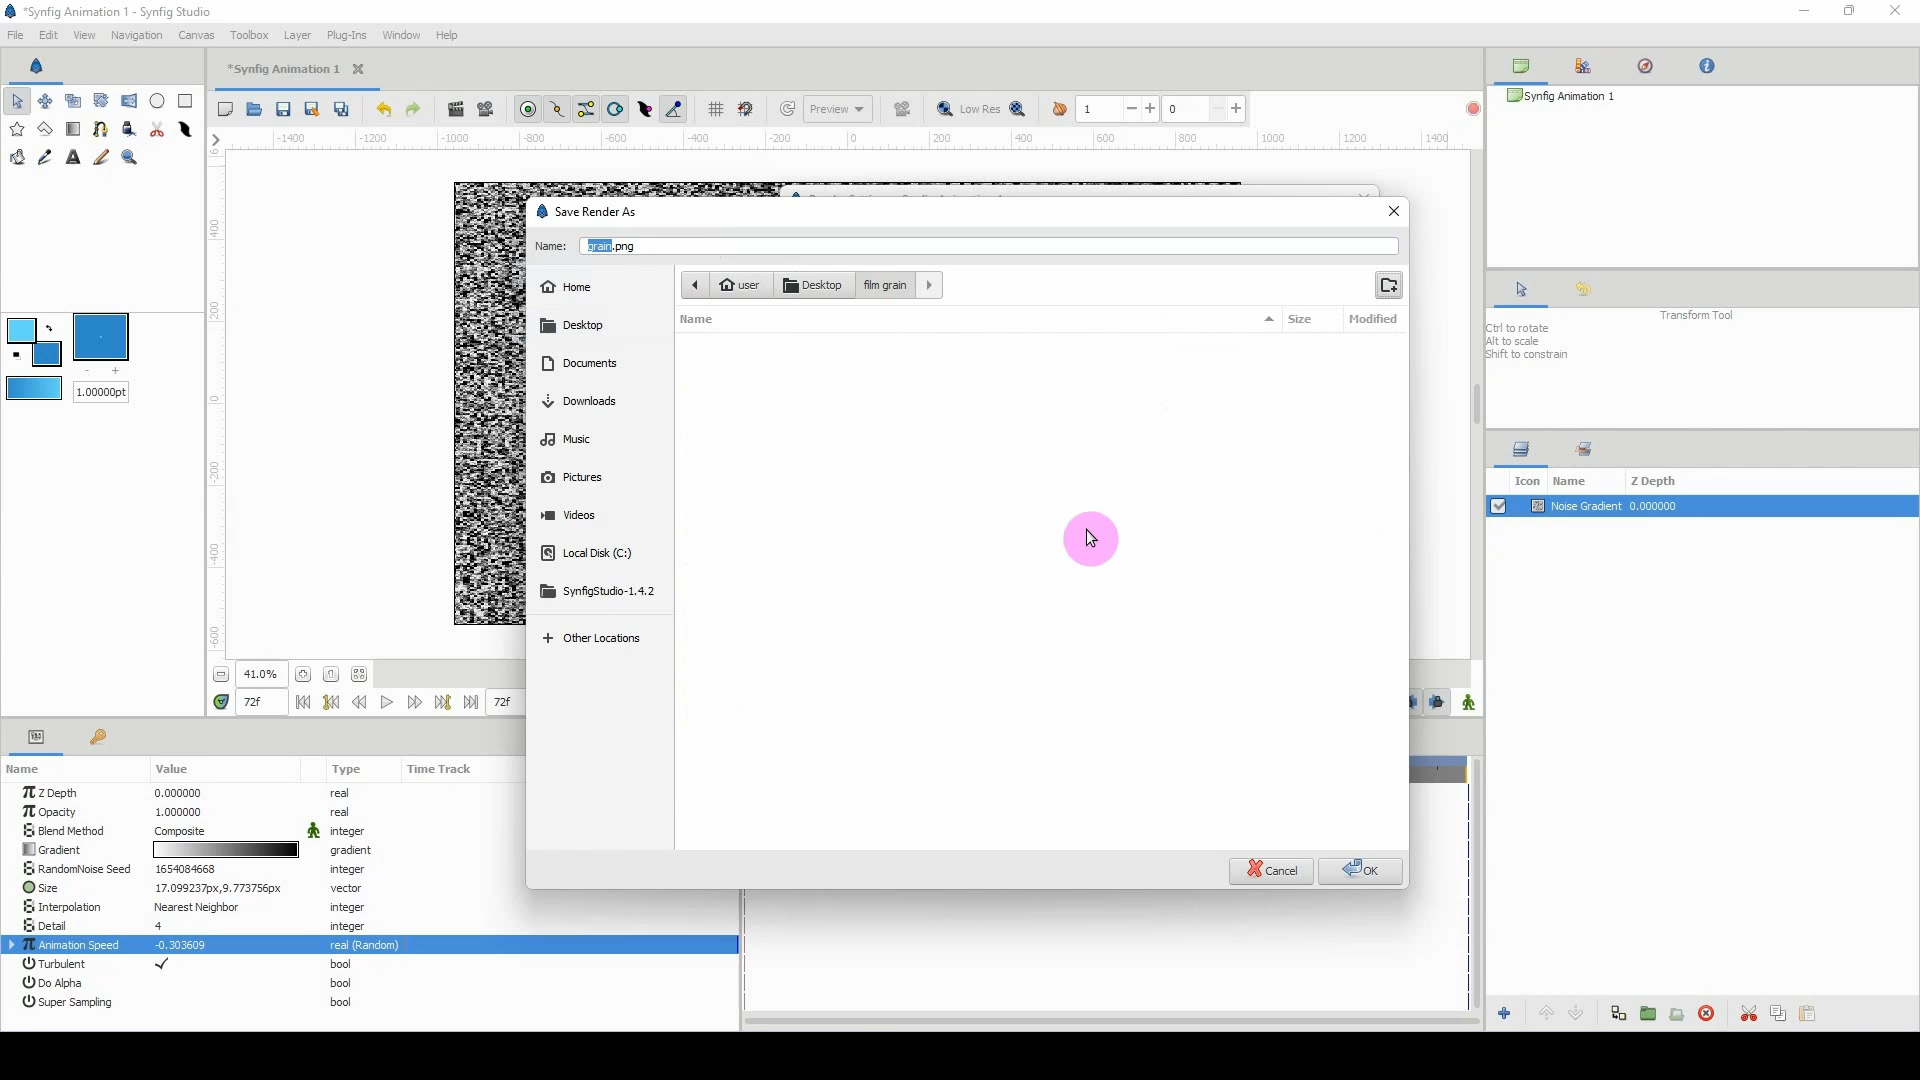 *Synfig Animation 1 - Synfig Studio
File Edit View Navigation Canvas Toolbox Layer Plug-Ins Window Help
*Synfig Animation 1
Preview Low Res 1 0
-1400 -1200 -1000 -800 -600 -400 -200 0 200 400 600 800 1000 1200 1400
400
200
0
-200
-400
-600
1.00000pt
Save Render As
Name: grain.png
user Desktop film grain
Name Size Modified
Home
Desktop
Documents
Downloads
Music
Pictures
Videos
Local Disk (C:)
SynfigStudio-1.4.2
Other Locations
Cancel OK
41.0%
72f 72f
Name Value Type Time Track
Z Depth 0.000000 real
Opacity 1.000000 real
Blend Method Composite integer
Gradient gradient
RandomNoise Seed 1654084668 integer
Size 17.099237px,9.773756px vector
Interpolation Nearest Neighbor integer
Detail 4 integer
Animation Speed -0.303609 real (Random)
Turbulent bool
Do Alpha bool
Super Sampling bool
Synfig Animation 1
Transform Tool
Ctrl to rotate
Alt to scale
Shift to constrain
Icon Name Z Depth
Noise Gradient 0.000000